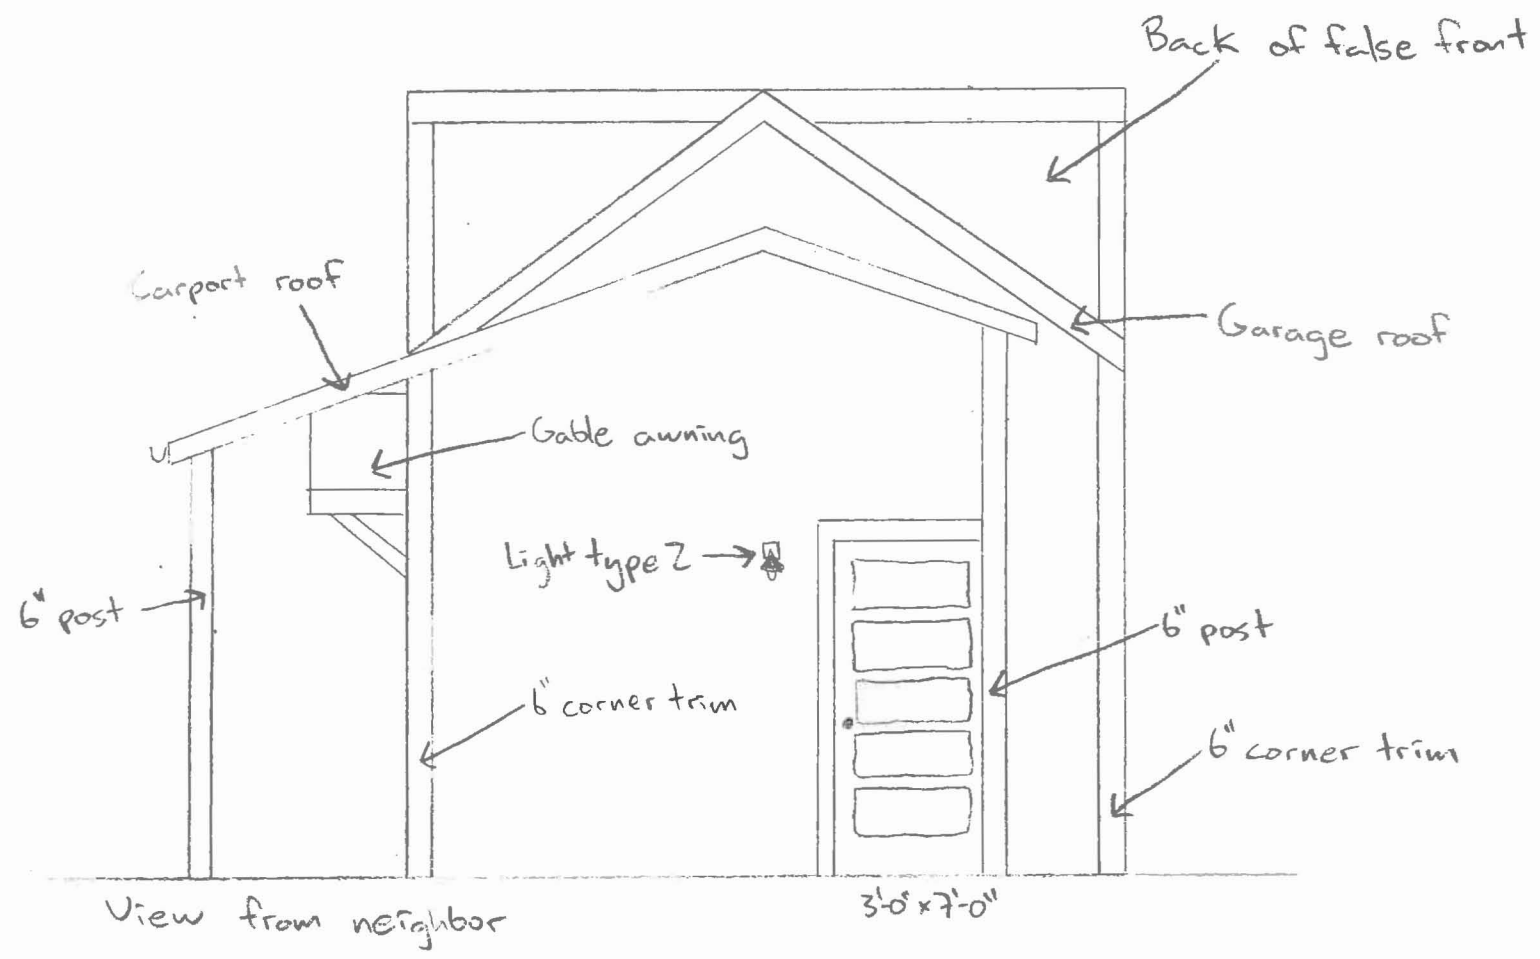 Back of false front
Carport roof
Garage roof
Gable awning
Light type 2
6" post
6" post
6" corner trim
6" corner trim
3'-0" x 7'-0"
View from neighbor